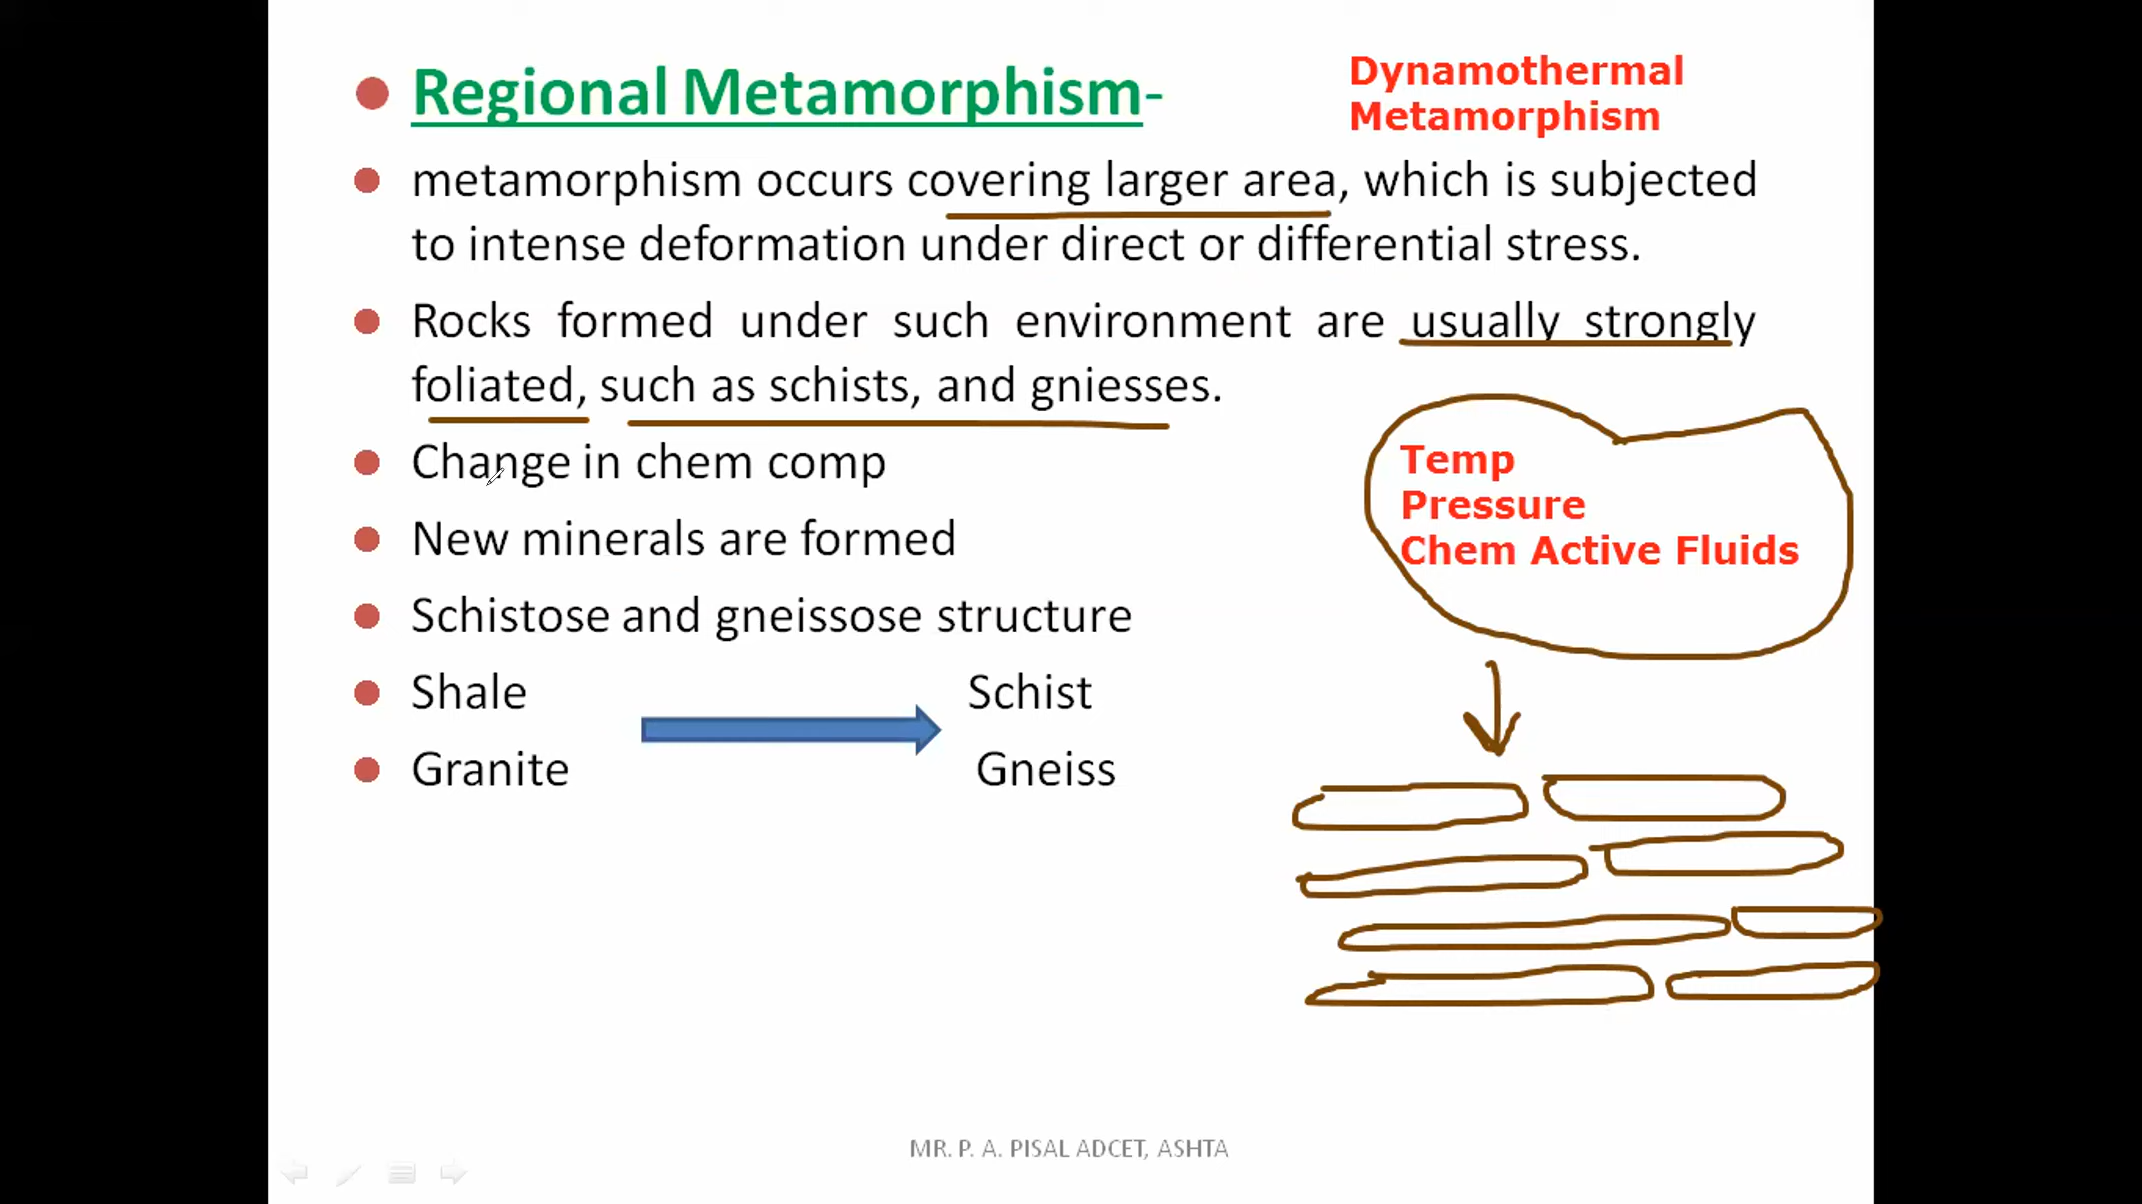 Regional Metamorphism-
Dynamothermal
Metamorphism
metamorphism occurs covering larger area, which is subjected
to intense deformation under direct or differential stress.
Rocks formed under such environment are usually strongly
foliated, such as schists, and gniesses.
Change in chem comp
New minerals are formed
Schistose and gneissose structure
Shale Schist
Granite Gneiss
Temp
Pressure
Chem Active Fluids
MR. P. A. PISAL ADCET, ASHTA